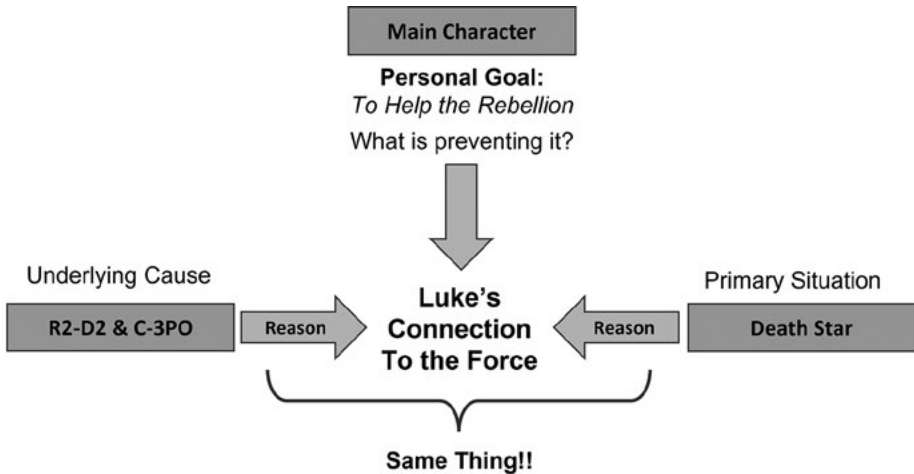 Main Character
Personal Goal:
To Help the Rebellion
What is preventing it?
Underlying Cause
R2-D2 & C-3PO
Reason
Luke's
Connection
To the Force
Reason
Primary Situation
Death Star
Same Thing!!